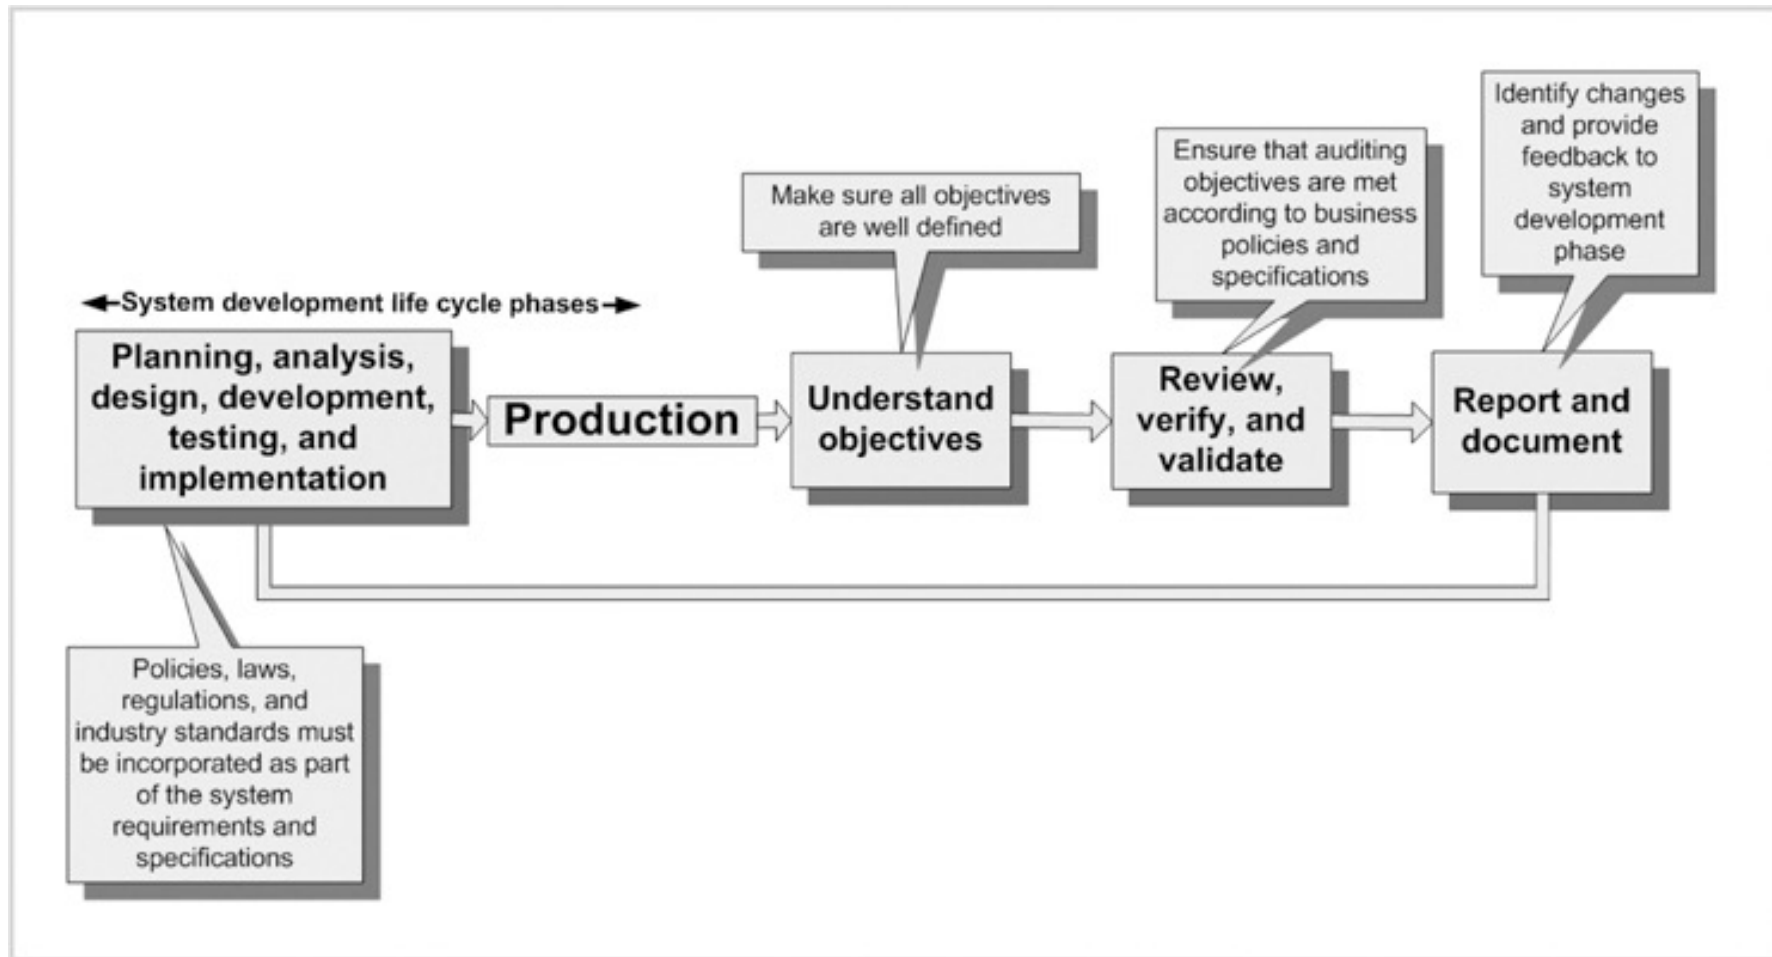 System development life cycle phases
Planning, analysis,
design, development,
testing, and
implementation
Policies, laws,
regulations, and
industry standards must
be incorporated as part
of the system
requirements and
specifications
Production
Make sure all objectives
are well defined
Understand
objectives
Ensure that auditing
objectives are met
according to business
policies and
specifications
Review,
verify, and
validate
Identify changes
and provide
feedback to
system
development
phase
Report and
document